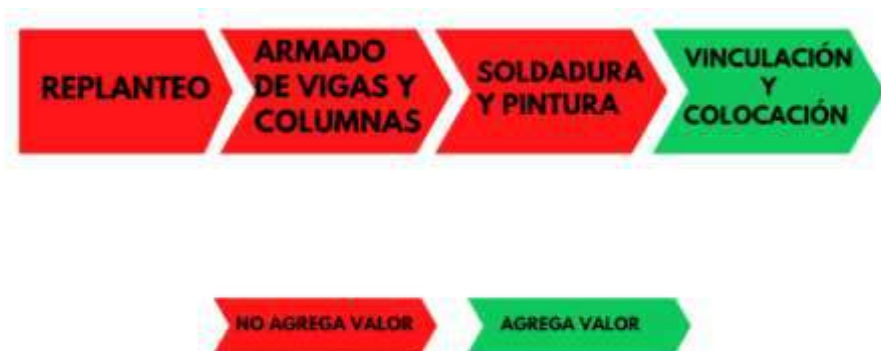 REPLANTEO
ARMADO
DE VIGAS Y
COLUMNAS
SOLDADURA
Y PINTURA
VINCULACIÓN
Y
COLOCACIÓN
NO AGREGA VALOR
AGREGA VALOR